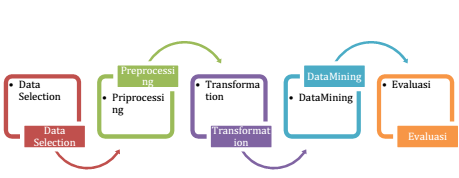 • Data
Selection
Data
Selection
Preprocessi
ng
• Priprocessi
ng
• Transforma
tion
Transformat
ion
DataMining
• DataMining
• Evaluasi
Evaluasi